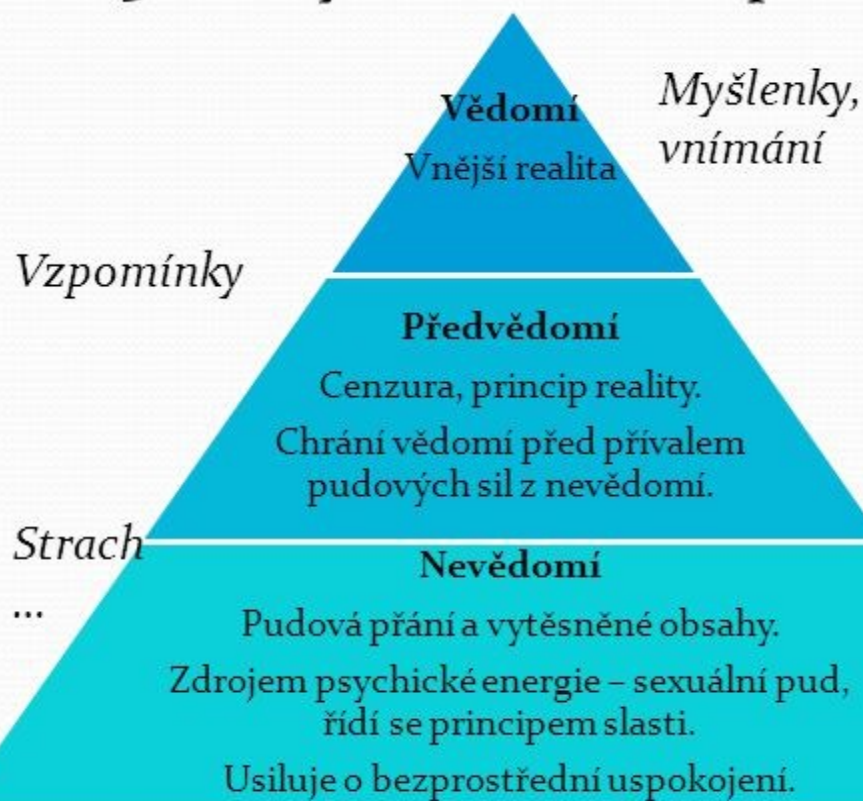 Vědomí
Myšlenky,
vnímání
Vnější realita
Vzpomínky
Předvědomí
Cenzura, princip reality.
Chrání vědomí před přívalem
pudových sil z nevědomí.
Strach
...
Nevědomí
Pudová přání a vytěsněné obsahy.
Zdrojem psychické energie – sexuální pud,
řídí se principem slasti.
Usiluje o bezprostřední uspokojení.